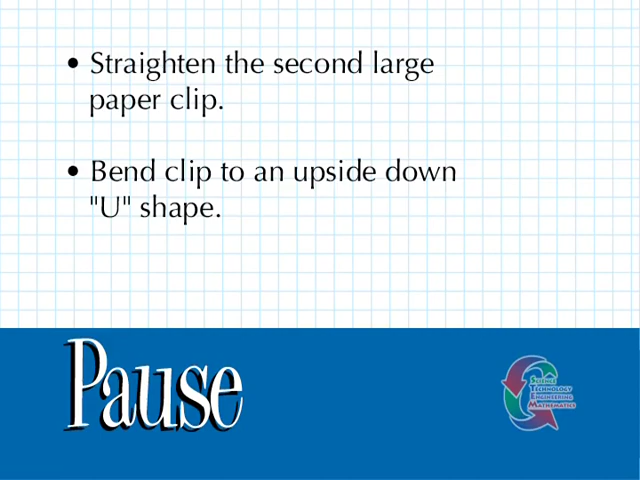 • Straighten the second large
paper clip.
• Bend clip to an upside down
"U" shape.
Pause
SCIENCE
TECHNOLOGY
ENGINEERING
MATHEMATICS